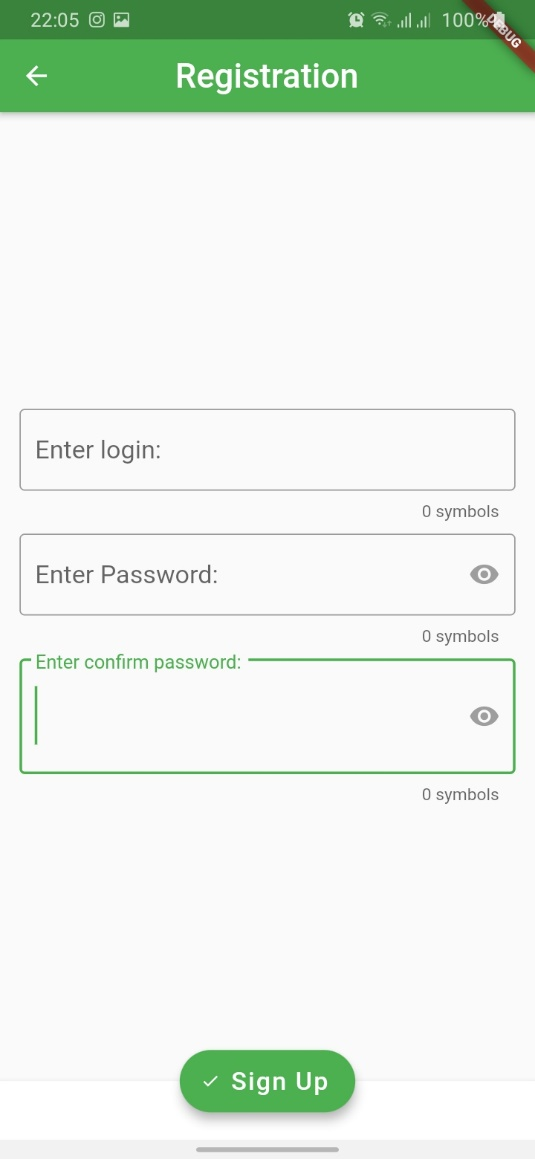 22:05 100%
DEBUG
Registration
Enter login:
0 symbols
Enter Password:
0 symbols
Enter confirm password:
0 symbols
Sign Up